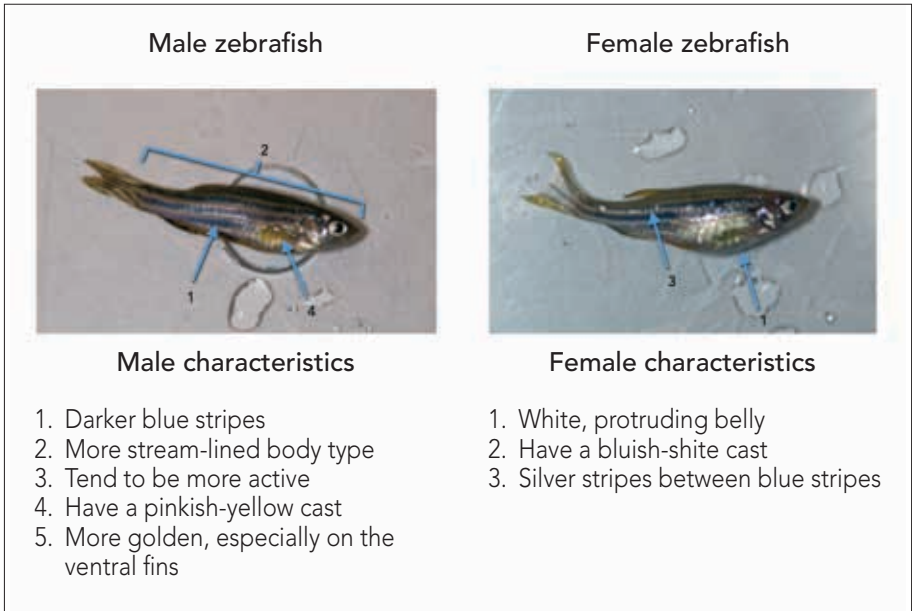 Male zebrafish
Female zebrafish
2
1
4
3
1
Male characteristics
1. Darker blue stripes
2. More stream-lined body type
3. Tend to be more active
4. Have a pinkish-yellow cast
5. More golden, especially on the
ventral fins
Female characteristics
1. White, protruding belly
2. Have a bluish-shite cast
3. Silver stripes between blue stripes